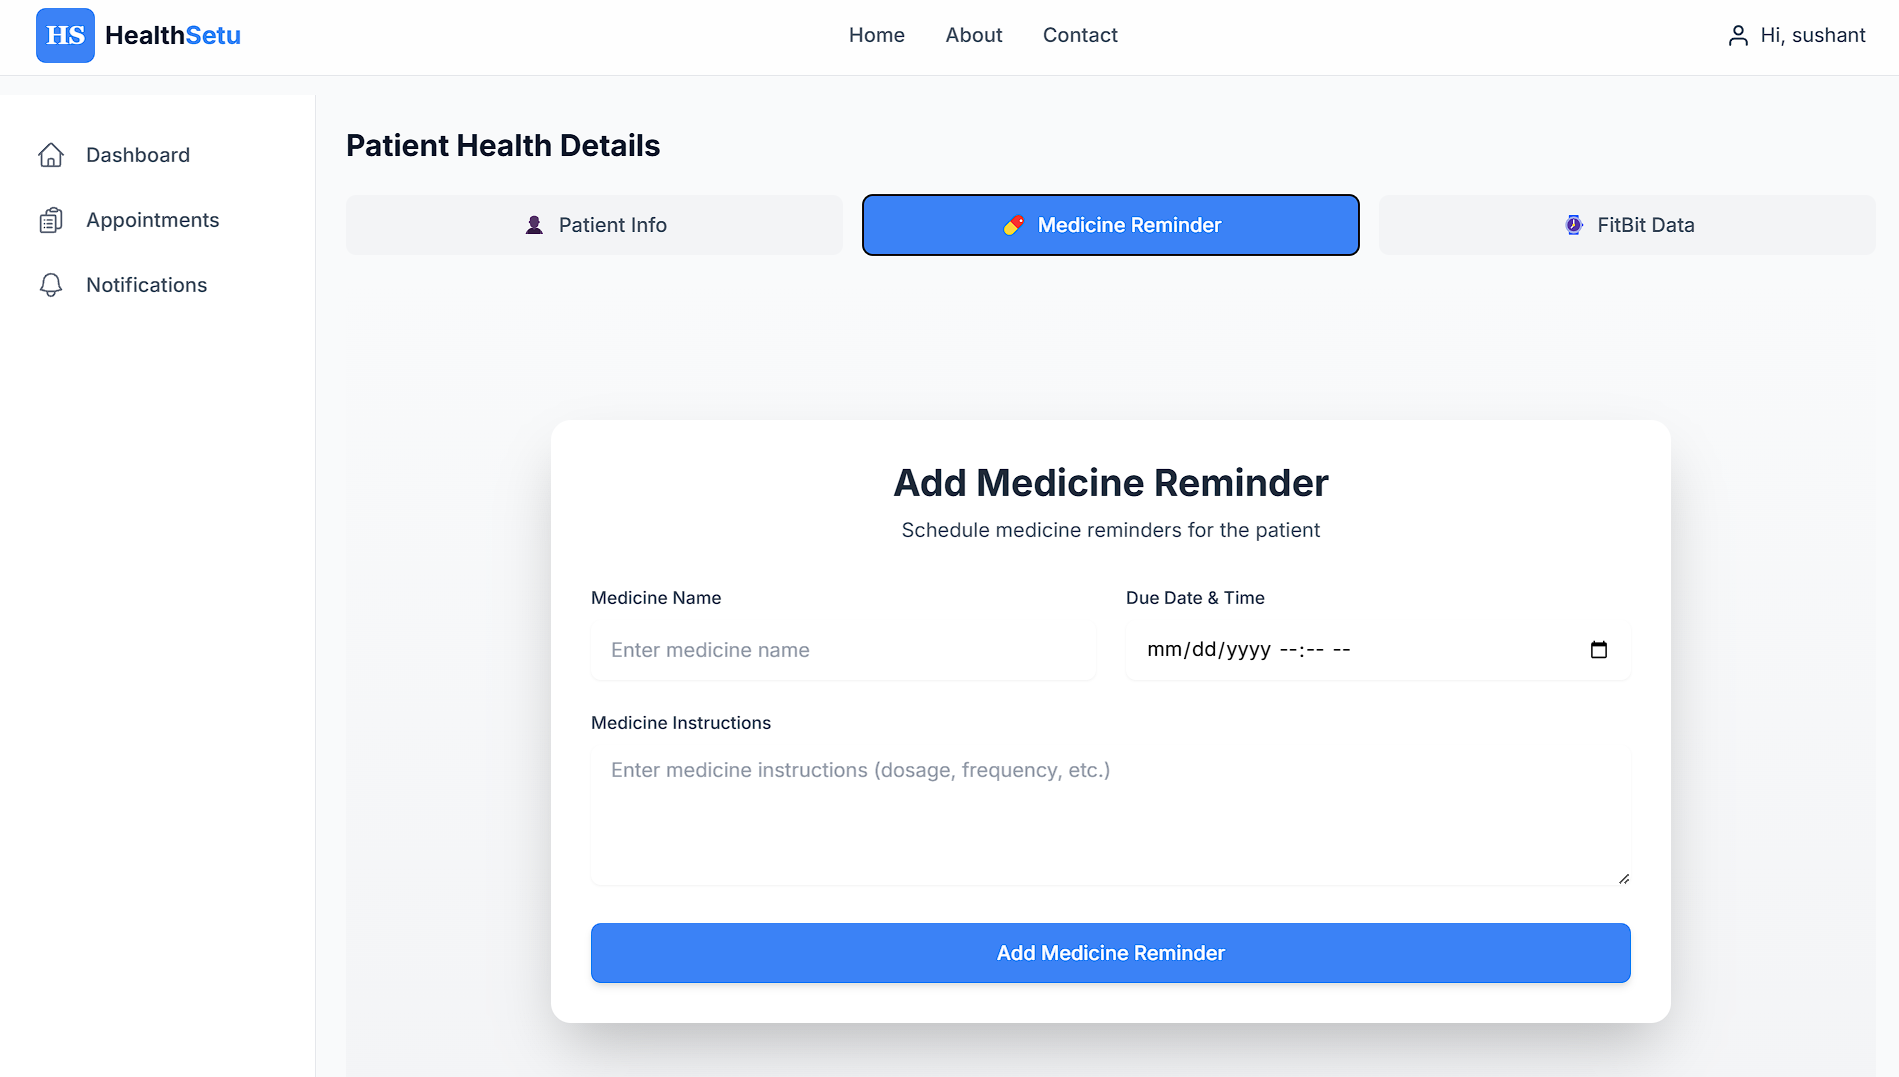 HS HealthSetu
Home About Contact
Hi, sushant
Dashboard
Appointments
Notifications
Patient Health Details
Patient Info
Medicine Reminder
FitBit Data
Add Medicine Reminder
Schedule medicine reminders for the patient
Medicine Name
Enter medicine name
Due Date & Time
mm/dd/yyyy --:-- --
Medicine Instructions
Enter medicine instructions (dosage, frequency, etc.)
Add Medicine Reminder